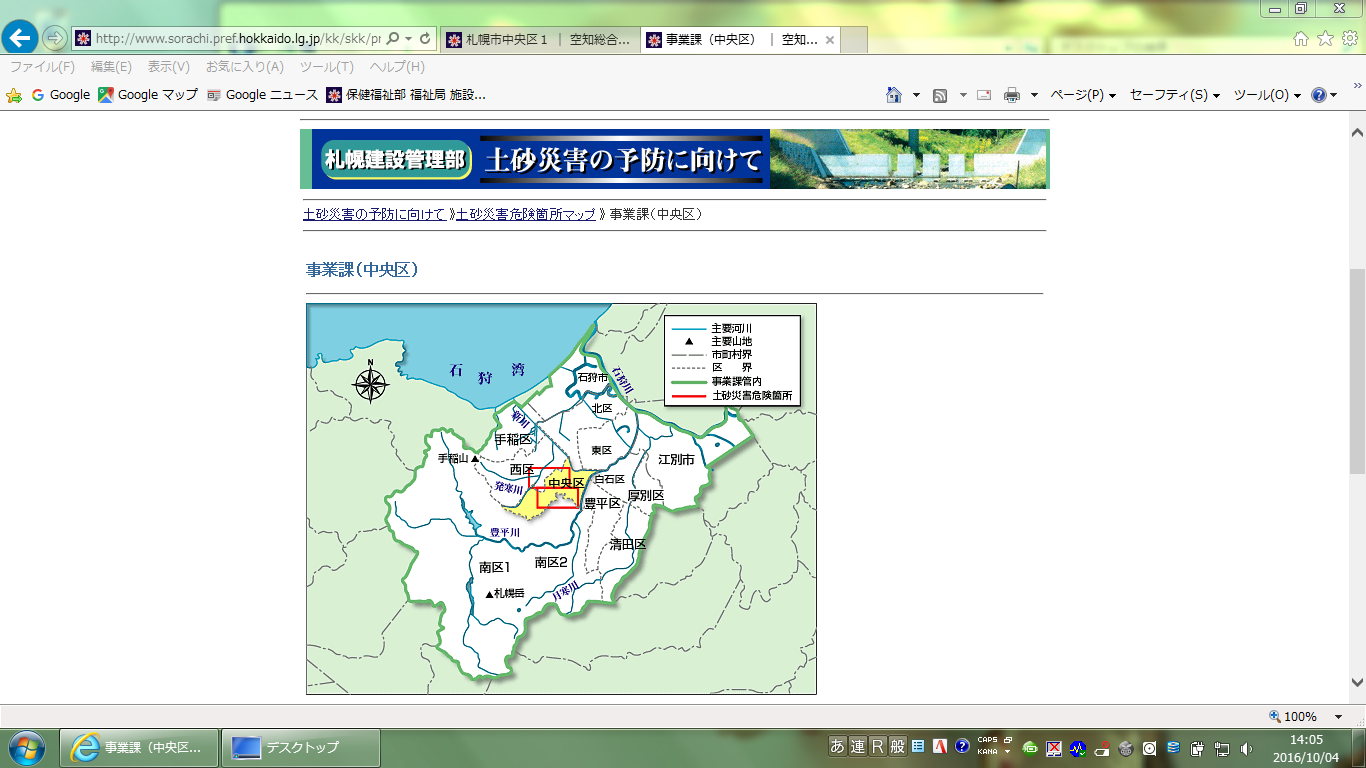 http://www.sorachi.pref.hokkaido.lg.jp/kk/skk/pr
札幌市中央区1 | 空知総合...
事業課（中央区） | 空知...
ファイル(F) 編集(E) 表示(V) お気に入り(A) ツール(T) ヘルプ(H)
Google Google マップ Google ニュース 保健福祉部 福祉局 施設...
ページ(P) セーフティ(S) ツール(O)
札幌建設管理部 土砂災害の予防に向けて
土砂災害の予防に向けて 》土砂災害危険箇所マップ 》 事業課（中央区）
事業課（中央区）
主要河川
主要山地
市町村界
区 界
事業課管内
土砂災害危険箇所
N
石狩湾
石狩市
石狩川
北区
新川
手稲区
東区
手稲山
江別市
西区
中央区
白石区
発寒川
厚別区
豊平区
豊平川
清田区
南区1
南区2
札幌岳
月寒川
100%
事業課（中央区...
デスクトップ
あ 連 R 般
CAPS
KANA
14:05
2016/10/04